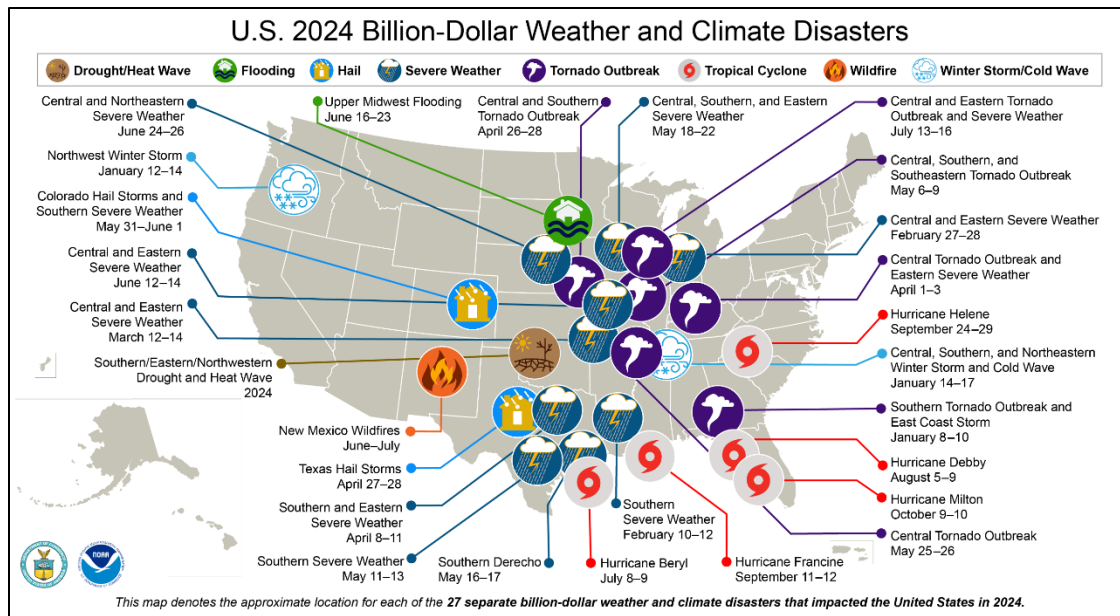 U.S. 2024 Billion-Dollar Weather and Climate Disasters
Drought/Heat Wave
Flooding
Hail
Severe Weather
Tornado Outbreak
Tropical Cyclone
Wildfire
Winter Storm/Cold Wave
Central and Northeastern
Severe Weather
June 24–26
Northwest Winter Storm
January 12–14
Colorado Hail Storms and
Southern Severe Weather
May 31–June 1
Central and Eastern
Severe Weather
June 12–14
Central and Eastern
Severe Weather
March 12–14
Southern/Eastern/Northwestern
Drought and Heat Wave
2024
New Mexico Wildfires
June–July
Texas Hail Storms
April 27–28
Southern and Eastern
Severe Weather
April 8–11
Southern Severe Weather
May 11–13
Upper Midwest Flooding
June 16–23
Central and Southern
Tornado Outbreak
April 26–28
Central, Southern, and Eastern
Severe Weather
May 18–22
Central and Eastern Tornado
Outbreak and Severe Weather
July 13–16
Central, Southern, and
Southeastern Tornado Outbreak
May 6–9
Central and Eastern Severe Weather
February 27–28
Central Tornado Outbreak and
Eastern Severe Weather
April 1–3
Hurricane Helene
September 24–29
Central, Southern, and Northeastern
Winter Storm and Cold Wave
January 14–17
Southern Tornado Outbreak and
East Coast Storm
January 8–10
Hurricane Debby
August 5–9
Hurricane Milton
October 9–10
Central Tornado Outbreak
May 25–26
Southern Derecho
May 16–17
Hurricane Beryl
July 8–9
Southern
Severe Weather
February 10–12
Hurricane Francine
September 11–12
NOAA
This map denotes the approximate location for each of the 27 separate billion-dollar weather and climate disasters that impacted the United States in 2024.